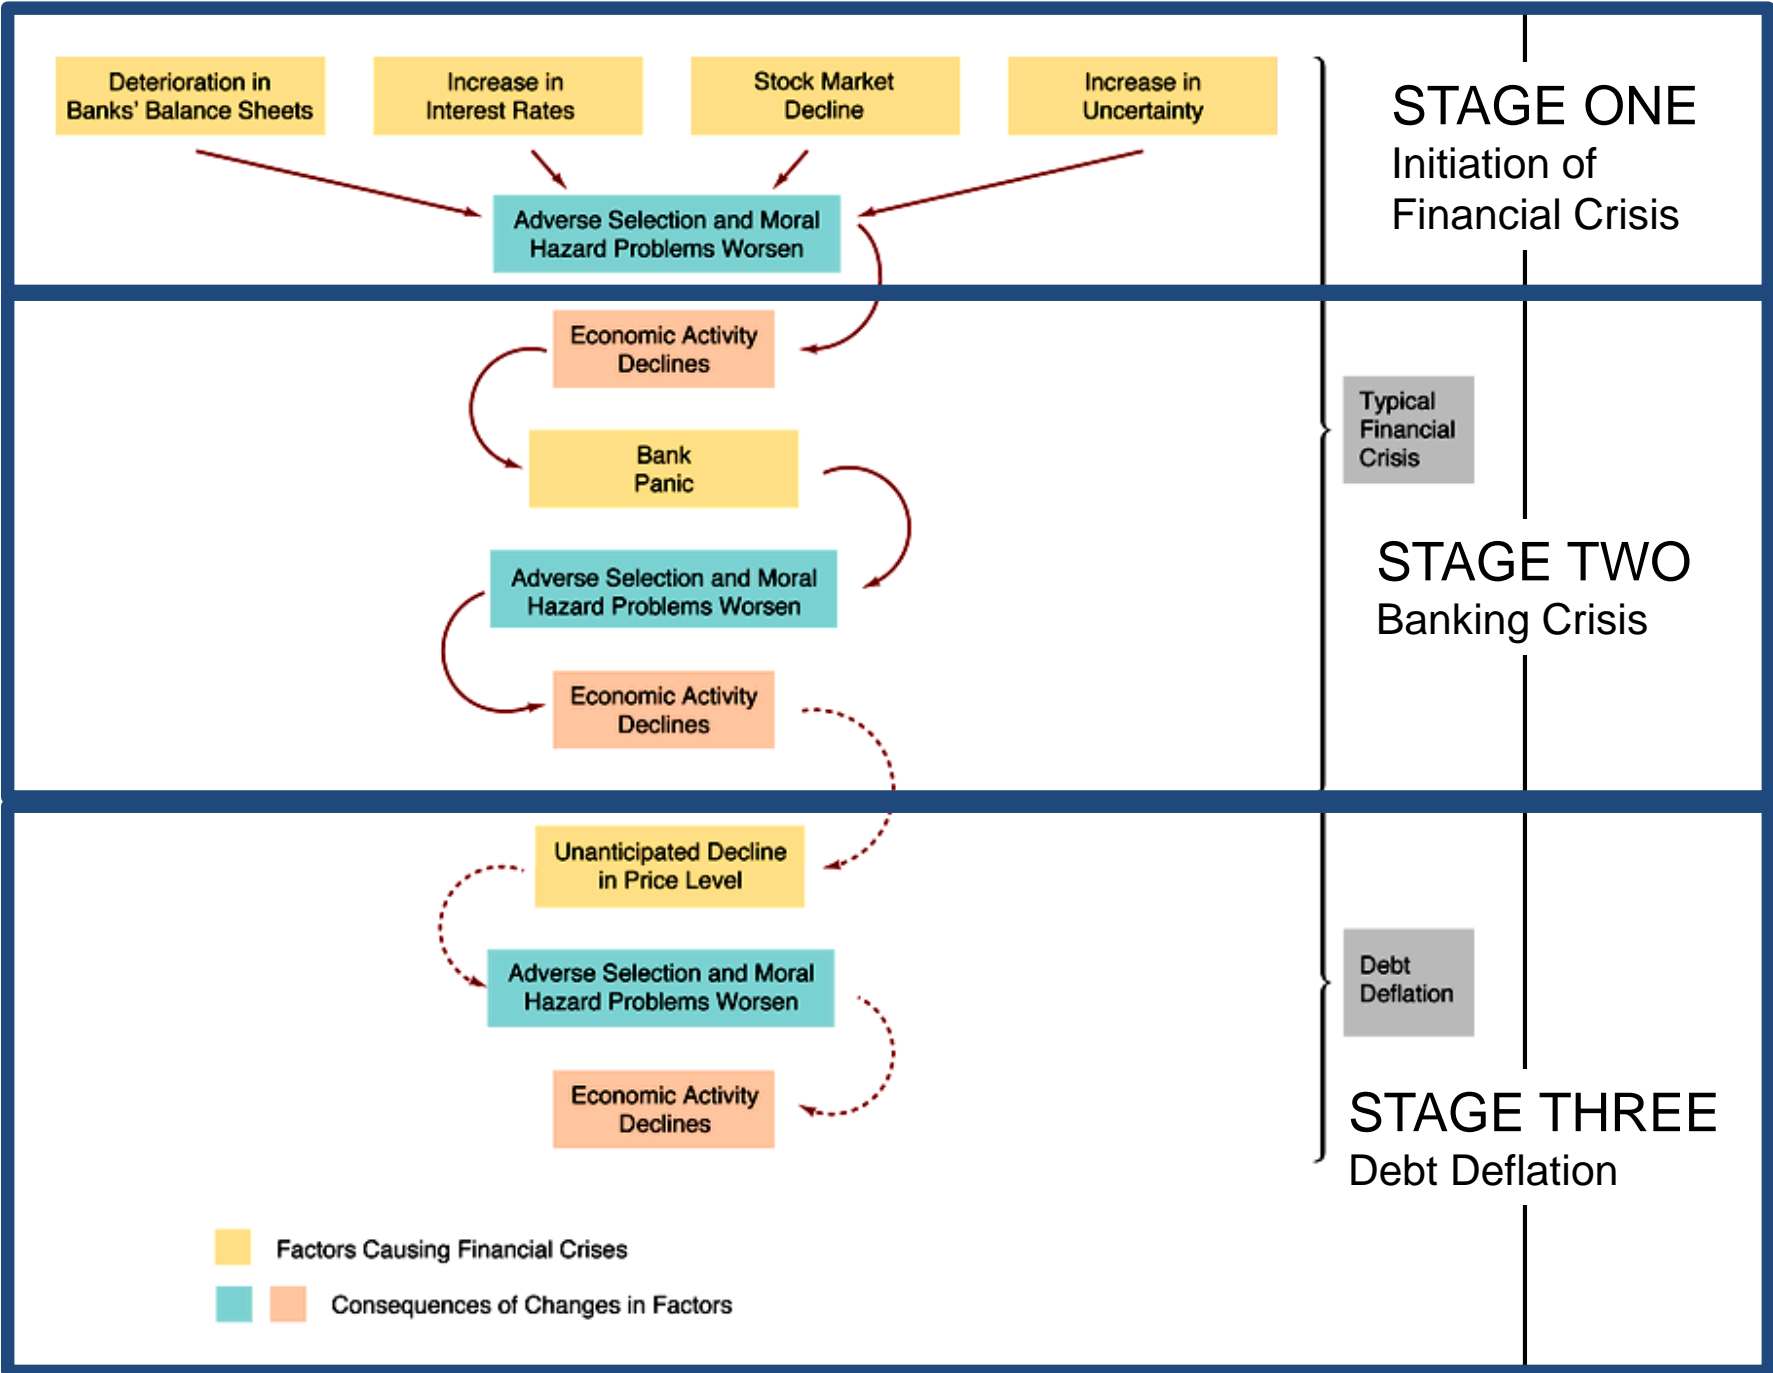 Deterioration in
Banks' Balance Sheets
Increase in
Interest Rates
Stock Market
Decline
Increase in
Uncertainty
STAGE ONE
Initiation of
Financial Crisis
Adverse Selection and Moral
Hazard Problems Worsen
Economic Activity
Declines
Bank
Panic
Typical
Financial
Crisis
Adverse Selection and Moral
Hazard Problems Worsen
STAGE TWO
Banking Crisis
Economic Activity
Declines
Unanticipated Decline
in Price Level
Adverse Selection and Moral
Hazard Problems Worsen
Debt
Deflation
Economic Activity
Declines
STAGE THREE
Debt Deflation
Factors Causing Financial Crises
Consequences of Changes in Factors